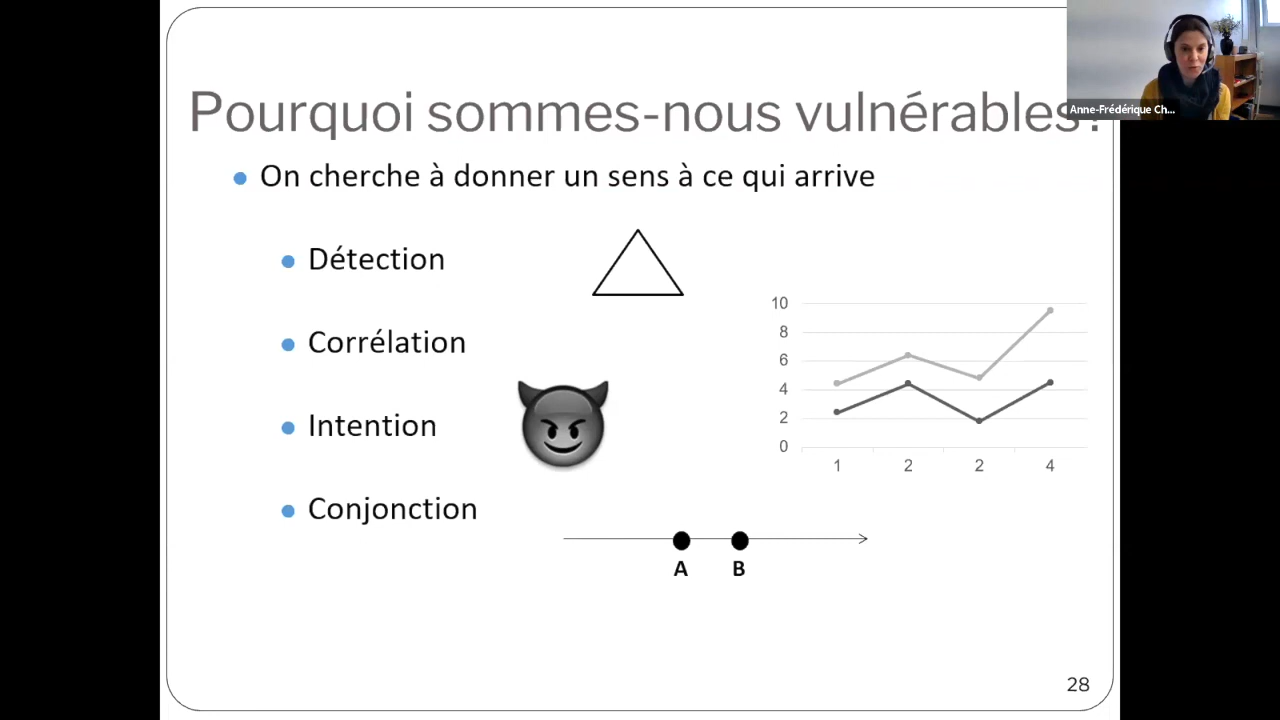 Pourquoi sommes-nous vulnérables?
Anne-Frédérique Ch...
On cherche à donner un sens à ce qui arrive
Détection
Corrélation
Intention
Conjonction
10
8
6
4
2
0
1 2 2 4
A B
28